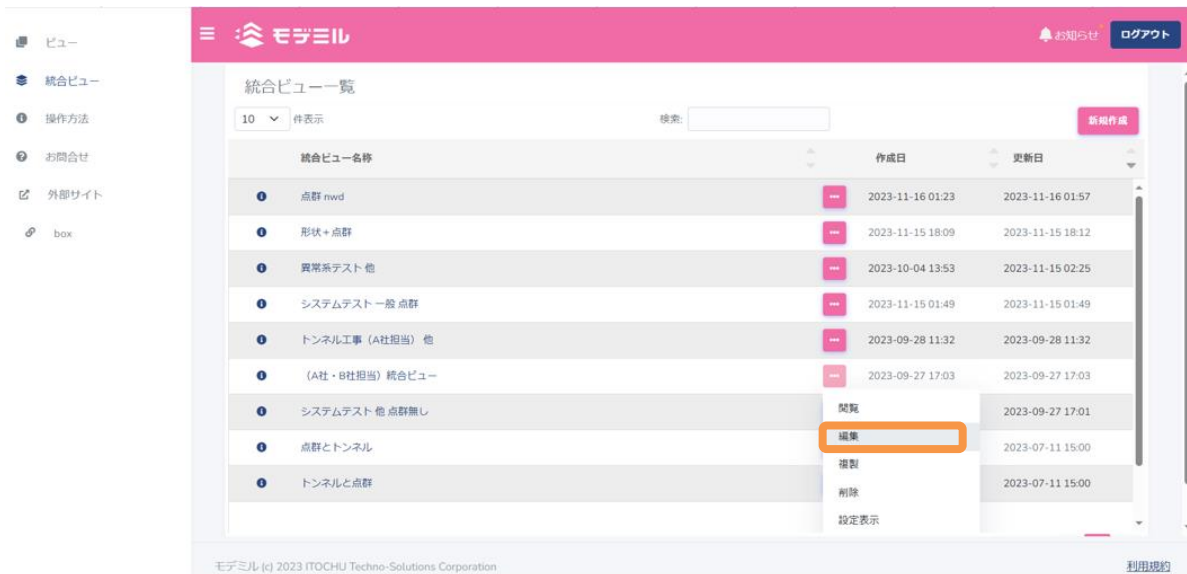 ビュー
統合ビュー
操作方法
お問合せ
外部サイト
box
モデミル
お知らせ
ログアウト
統合ビュー一覧
10 件表示 検索: 新規作成
統合ビュー名称 作成日 更新日
点群 nwd 2023-11-16 01:23 2023-11-16 01:57
形状+点群 2023-11-15 18:09 2023-11-15 18:12
異常系テスト 他 2023-10-04 13:53 2023-11-15 02:25
システムテスト 一般 点群 2023-11-15 01:49 2023-11-15 01:49
トンネル工事（A社担当） 他 2023-09-28 11:32 2023-09-28 11:32
（A社・B社担当）統合ビュー 2023-09-27 17:03 2023-09-27 17:03
システムテスト 他 点群無し 2023-09-27 17:01
点群とトンネル 2023-07-11 15:00
トンネルと点群 2023-07-11 15:00
閲覧
編集
複製
削除
設定表示
モデミル (c) 2023 ITOCHU Techno-Solutions Corporation 利用規約